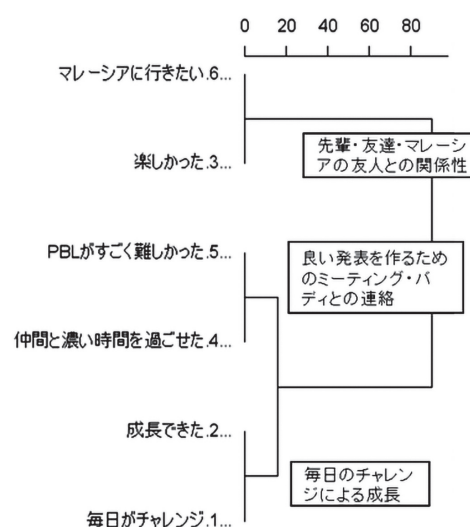 0 20 40 60 80
マレーシアに行きたい.6...
楽しかった.3...
先輩・友達・マレーシ
アの友人との関係性
PBLがすごく難しかった.5...
良い発表を作るため
のミーティング・バ
ディとの連絡
仲間と濃い時間を過ごせた.4...
成長できた.2...
毎日のチャレン
ジによる成長
毎日がチャレンジ.1...